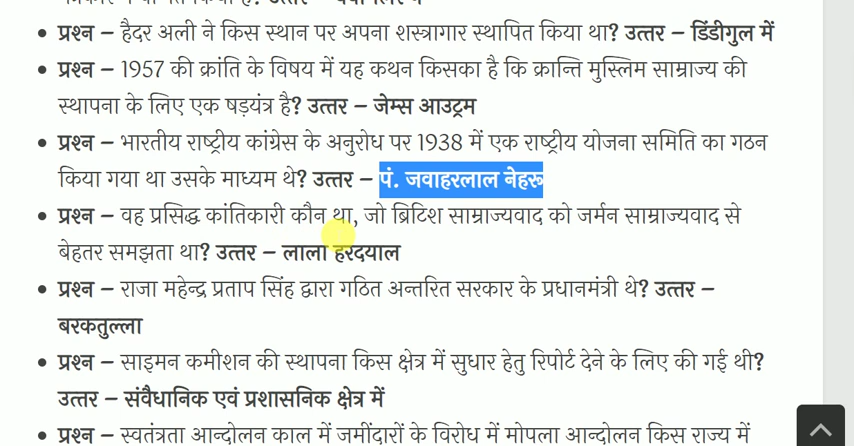 प्रश्न – हैदर अली ने किस स्थान पर अपना शस्त्रागार स्थापित किया था? उत्तर – डिंडीगुल में
प्रश्न – 1957 की क्रांति के विषय में यह कथन किसका है कि क्रान्ति मुस्लिम साम्राज्य की
स्थापना के लिए एक षड़यंत्र है? उत्तर – जेम्स आउट्रम
प्रश्न – भारतीय राष्ट्रीय कांग्रेस के अनुरोध पर 1938 में एक राष्ट्रीय योजना समिति का गठन
किया गया था उसके माध्यम थे? उत्तर – पं. जवाहरलाल नेहरू
प्रश्न – वह प्रसिद्ध कांतिकारी कौन था, जो ब्रिटिश साम्राज्यवाद को जर्मन साम्राज्यवाद से
बेहतर समझता था? उत्तर – लाला हरदयाल
प्रश्न – राजा महेन्द्र प्रताप सिंह द्वारा गठित अन्तरित सरकार के प्रधानमंत्री थे? उत्तर –
बरकतुल्ला
प्रश्न – साइमन कमीशन की स्थापना किस क्षेत्र में सुधार हेतु रिपोर्ट देने के लिए की गई थी?
उत्तर – संवैधानिक एवं प्रशासनिक क्षेत्र में
प्रश्न – स्वतंत्रता आन्दोलन काल में जमींदारों के विरोध में मोपला आन्दोलन किस राज्य में